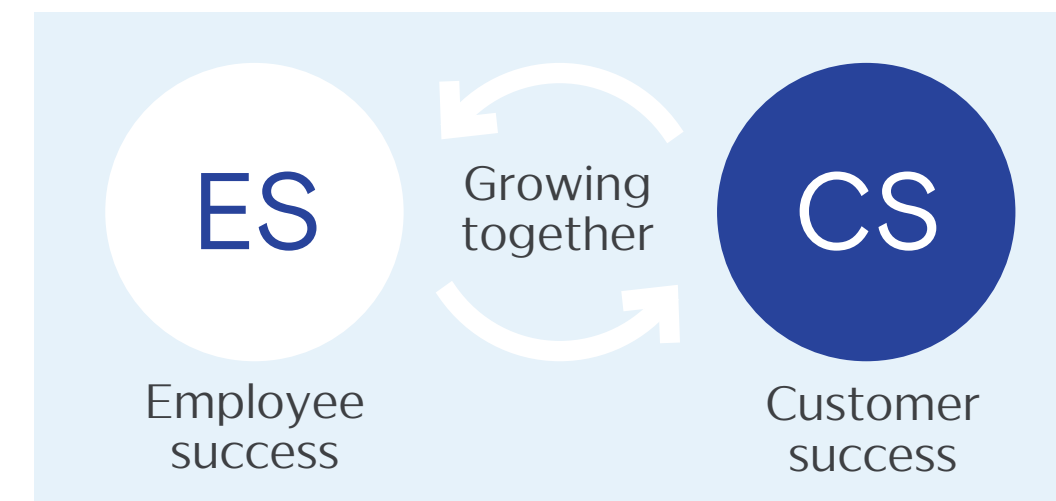 ES
Growing
together
CS
Employee
success
Customer
success